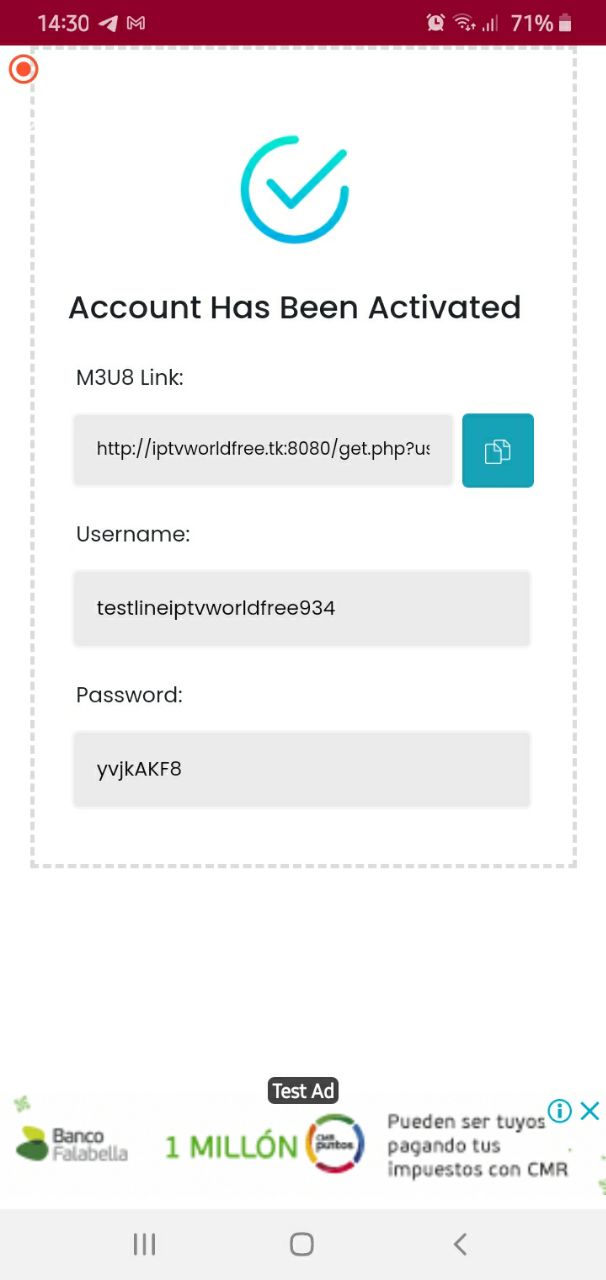 14:30
71%
Account Has Been Activated
M3U8 Link:
http://iptvworldfree.tk:8080/get.php?us
Username:
testlineiptvworldfree934
Password:
yvjkAKF8
Test Ad
Banco
Falabella
1 MILLÓN
CMR
puntos
Pueden ser tuyos
pagando tus
impuestos con CMR